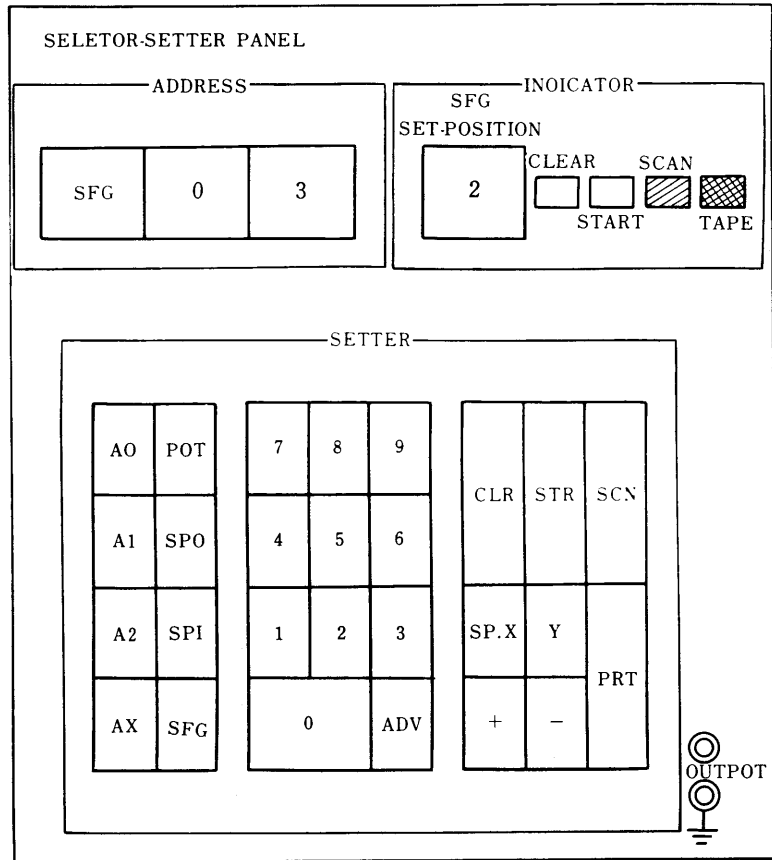 SELETOR-SETTER PANEL
ADDRESS
SFG 0 3
INOICATOR
SFG
SET-POSITION
2
CLEAR SCAN
START TAPE
SETTER
AO POT 7 8 9 CLR STR SCN
A1 SPO 4 5 6
A2 SPI 1 2 3 SP.X Y PRT
AX SFG 0 ADV + −
OUTPOT